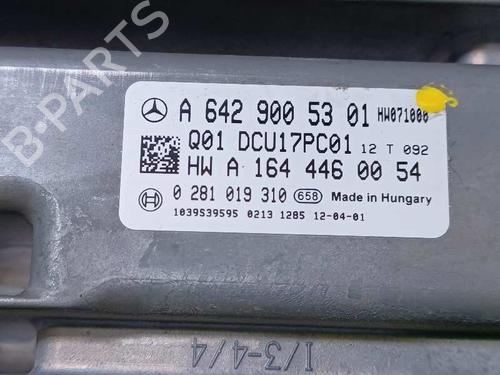 B-PARTS
A 642 900 53 01 HW071000
Q01 DCU17PC01 12 T 092
HW A 164 446 00 54
0 281 019 310 658 Made in Hungary
1039S39595 0213 1285 12-04-01
I/3-4/4